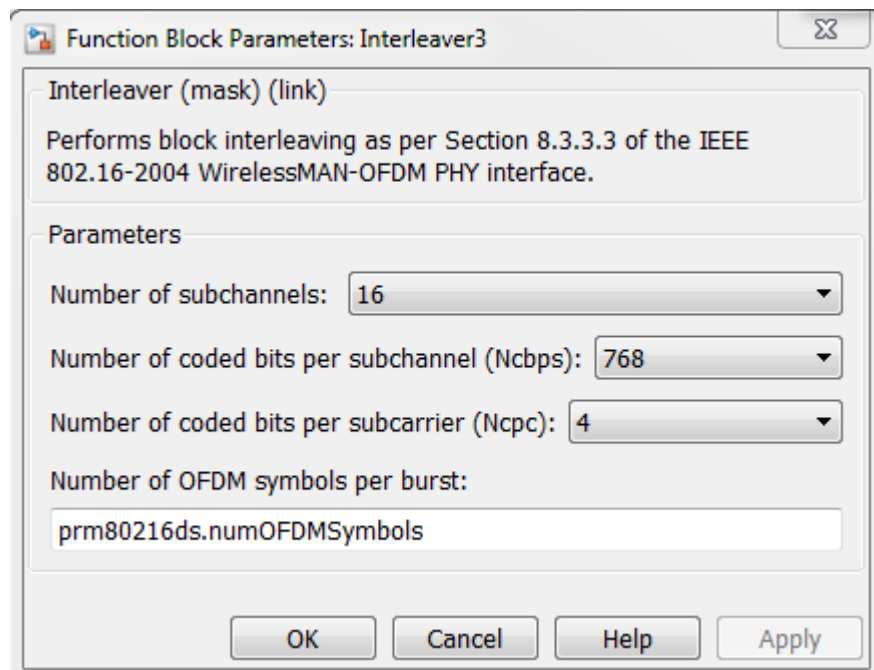 Function Block Parameters: Interleaver3
Interleaver (mask) (link)
Performs block interleaving as per Section 8.3.3.3 of the IEEE
802.16-2004 WirelessMAN-OFDM PHY interface.
Parameters
Number of subchannels: 16
Number of coded bits per subchannel (Ncbps): 768
Number of coded bits per subcarrier (Ncpc): 4
Number of OFDM symbols per burst:
prm80216ds.numOFDMSymbols
OK Cancel Help Apply